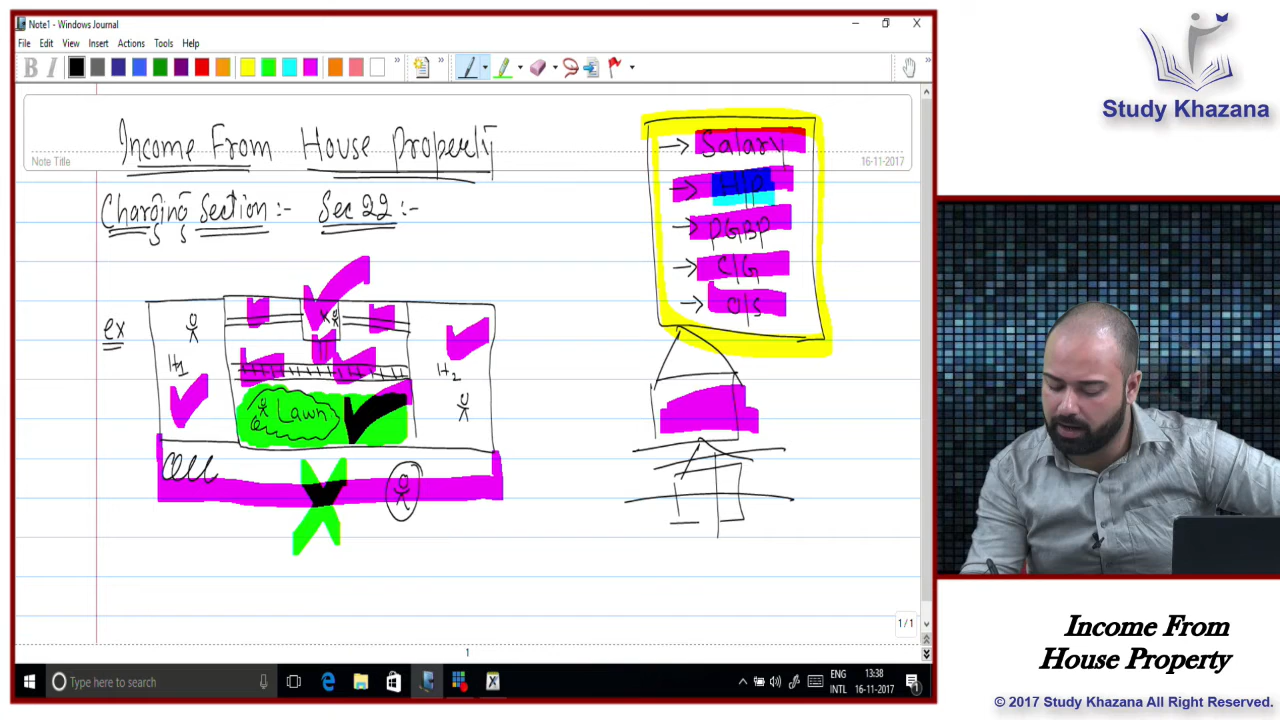 Note1 - Windows Journal
File Edit View Insert Actions Tools Help
Note Title
16-11-2017
Income From House Property
Charging Section :- Sec 22 :-
ex
H1
Lawn
H2
→ Salary
→ H/P
→ PGBP
→ C/G
→ O/S
1/1
1
Type here to search
ENG
INTL
13:38
16-11-2017
Study Khazana
Income From
House Property
© 2017 Study Khazana All Right Reserved.